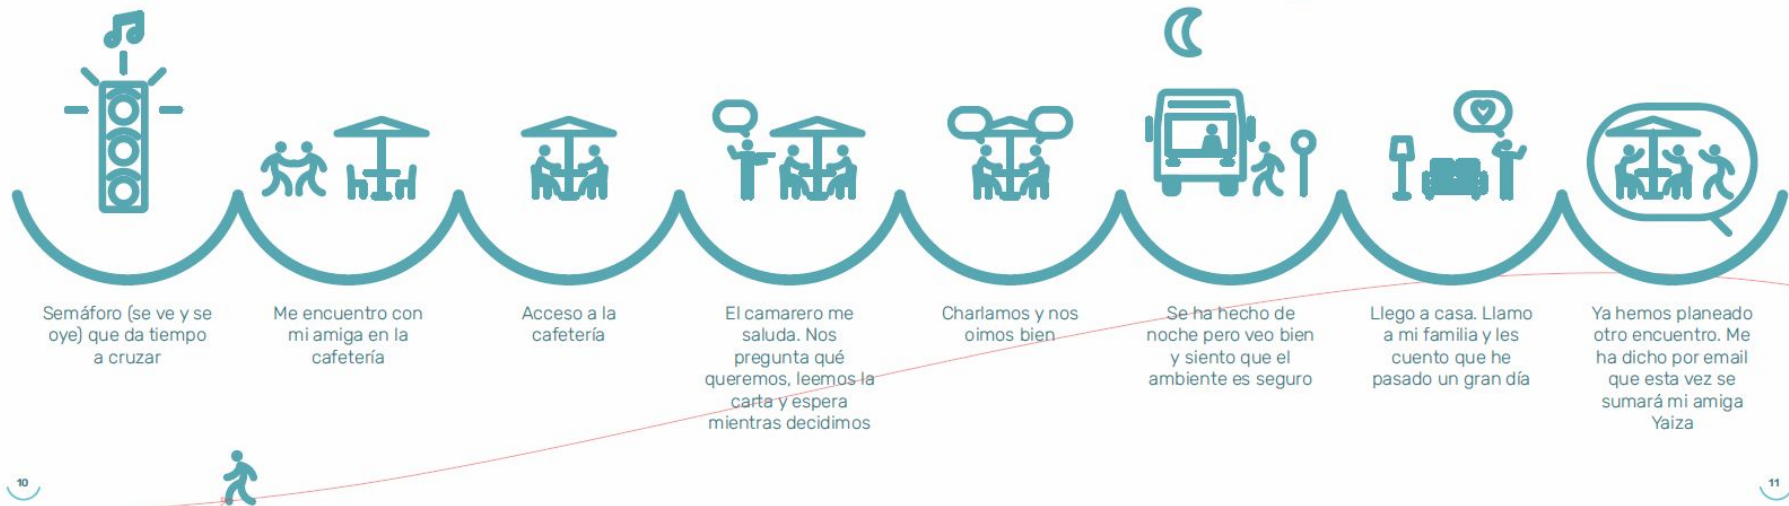 Semáforo (se ve y se
oye) que da tiempo
a cruzar
Me encuentro con
mi amiga en la
cafetería
Acceso a la
cafetería
El camarero me
saluda. Nos
pregunta qué
queremos, leemos la
carta y espera
mientras decidimos
Charlamos y nos
oimos bien
Se ha hecho de
noche pero veo bien
y siento que el
ambiente es seguro
Llego a casa. Llamo
a mi familia y les
cuento que he
pasado un gran día
Ya hemos planeado
otro encuentro. Me
ha dicho por email
que esta vez se
sumará mi amiga
Yaiza
10
11